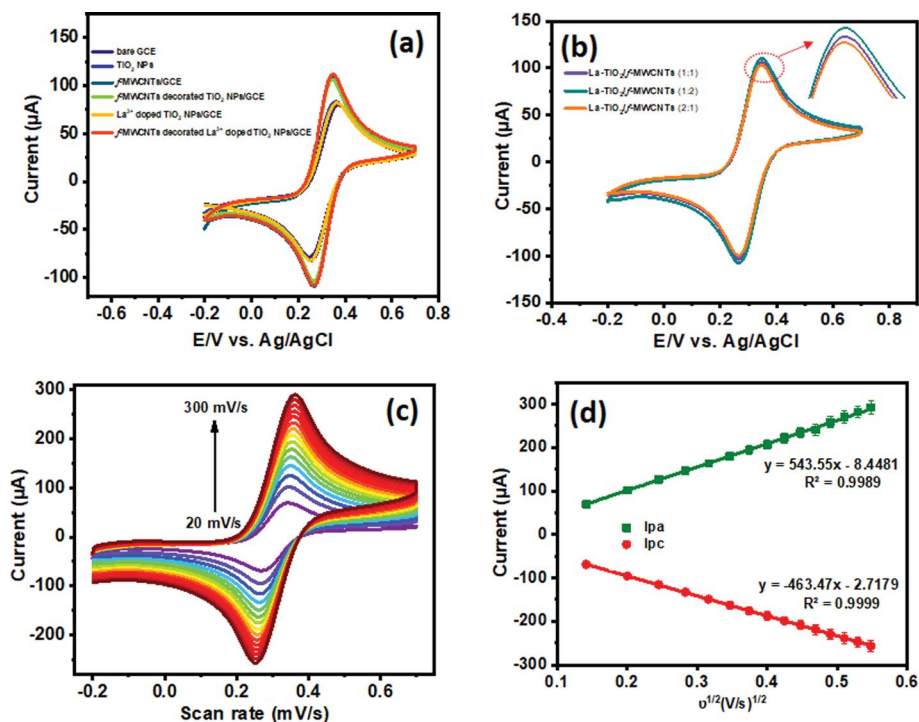 (a)
bare GCE
TiO₂ NPs
f-MWCNTs/GCE
f-MWCNTs decorated TiO₂ NPs/GCE
La³⁺ doped TiO₂ NPs/GCE
f-MWCNTs decorated La³⁺ doped TiO₂ NPs/GCE
Current (μA)
150
100
50
0
-50
-100
-0.6 -0.4 -0.2 0.0 0.2 0.4 0.6
E/V vs. Ag/AgCl
(b)
La-TiO₂/f-MWCNTs (1:1)
La-TiO₂/f-MWCNTs (1:2)
La-TiO₂/f-MWCNTs (2:1)
Current (μA)
150
100
50
0
-50
-100
-150
-0.4 -0.2 0.0 0.2 0.4 0.6 0.8
E/V vs. Ag/AgCl
(c)
300 mV/s
20 mV/s
Current (μA)
300
200
100
0
-100
-200
-0.2 0.0 0.2 0.4 0.6
Scan rate (mV/s)
(d)
y = 543.55x - 8.4481
R² = 0.9989
Ipa
Ipc
y = -463.47x - 2.7179
R² = 0.9999
Current (μA)
300
200
100
0
-100
-200
-300
0.1 0.2 0.3 0.4 0.5 0.6
υ¹ᐟ²(V/s)¹ᐟ²